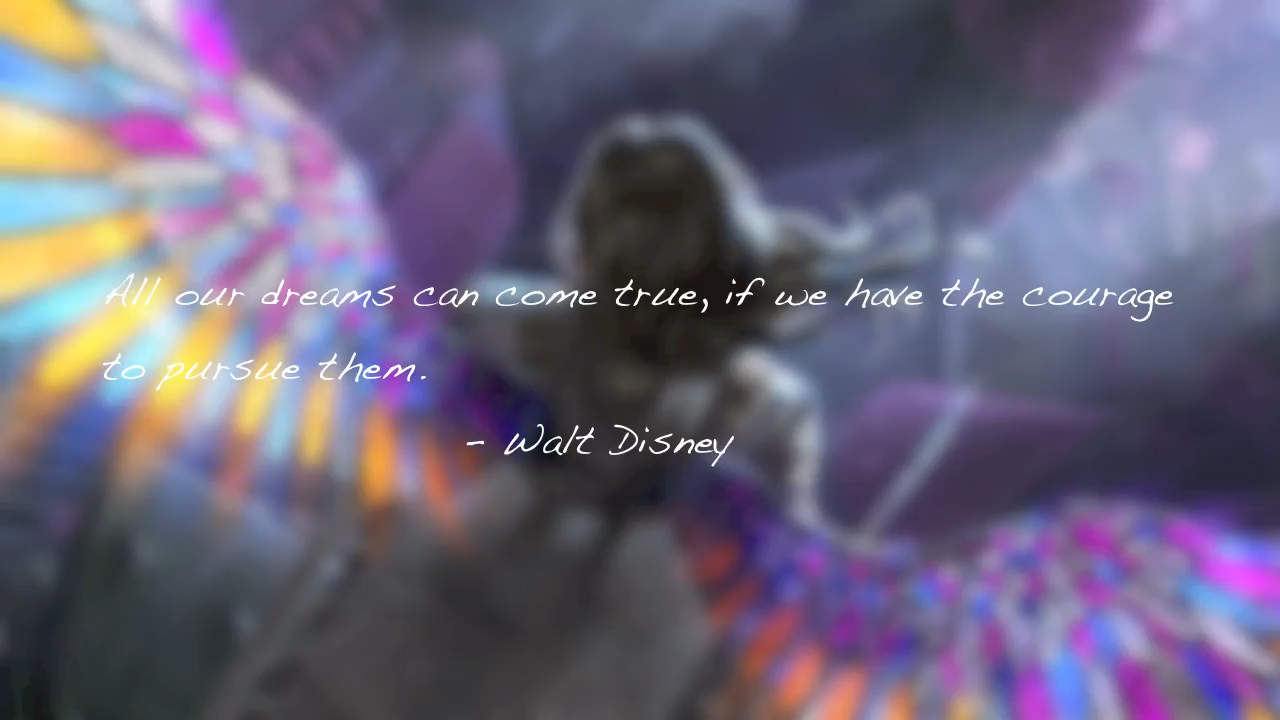 All our dreams can come true, if we have the courage
to pursue them.
- Walt Disney